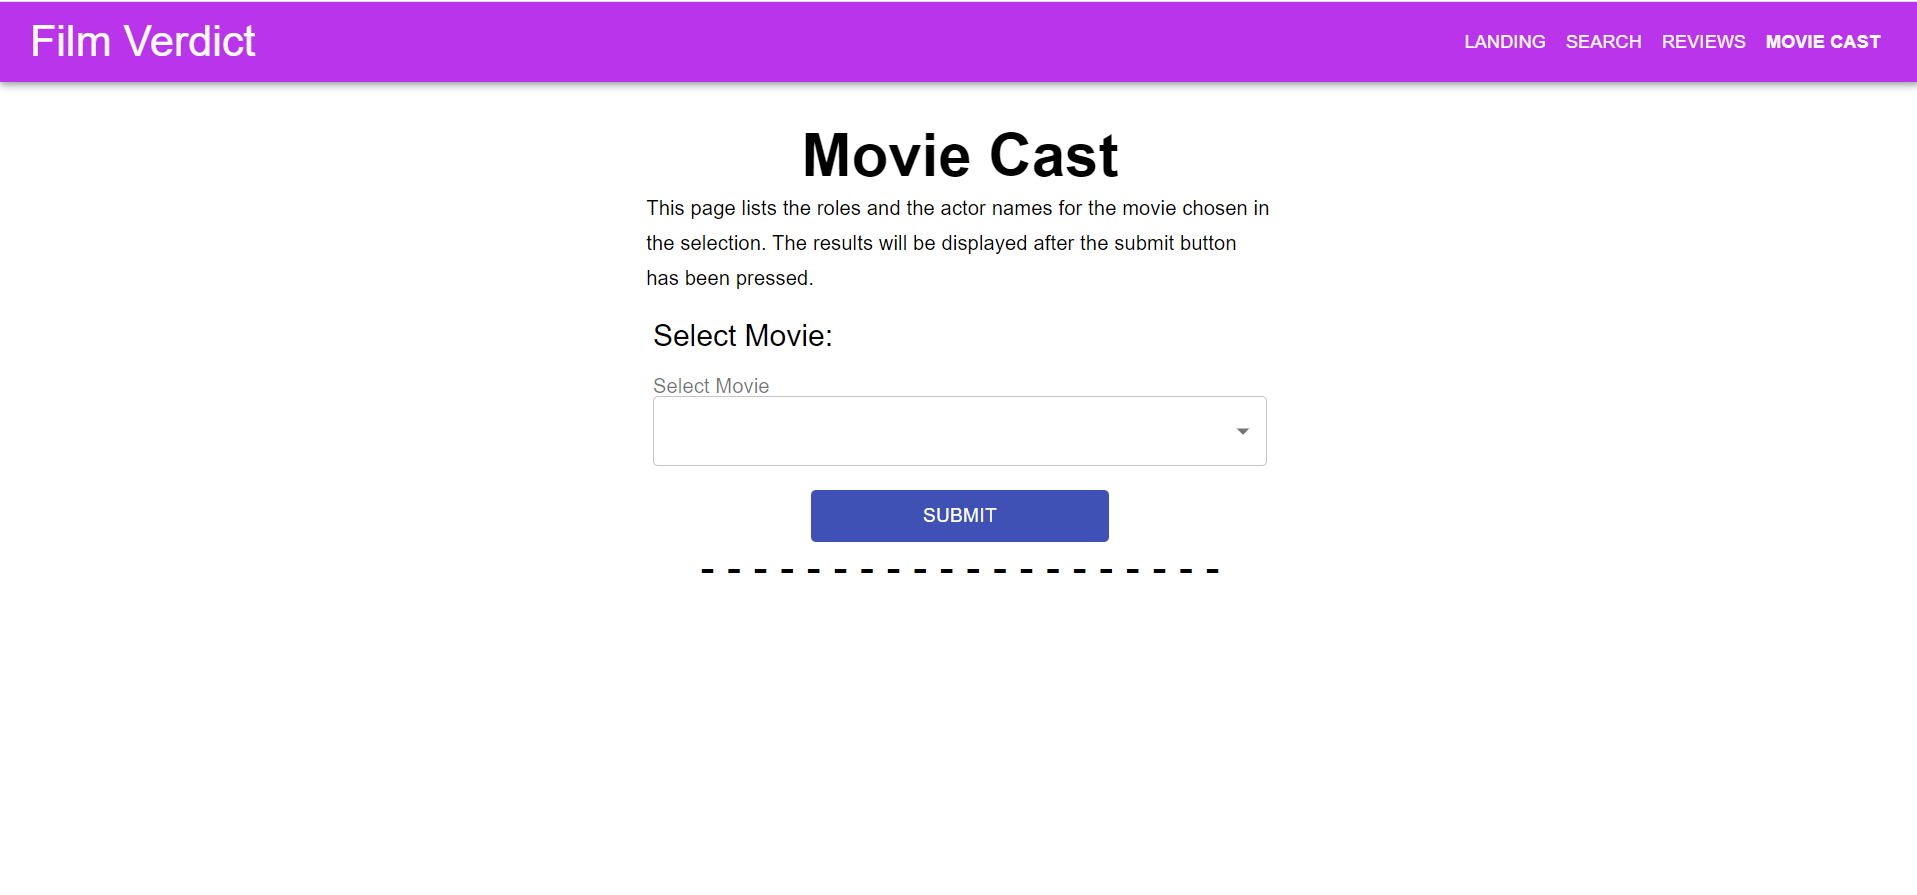 Film Verdict
LANDING SEARCH REVIEWS MOVIE CAST
Movie Cast
This page lists the roles and the actor names for the movie chosen in
the selection. The results will be displayed after the submit button
has been pressed.
Select Movie:
Select Movie
SUBMIT
- - - - - - - - - - - - - - - - - - - -